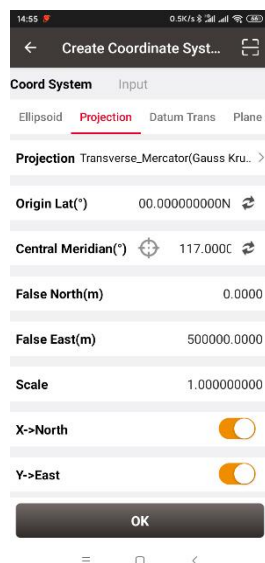 14:55 0.5K/s 38
← Create Coordinate Syst...
Coord System Input
Ellipsoid Projection Datum Trans Plane
Projection Transverse_Mercator(Gauss Kru.. >
Origin Lat(°) 00.000000000N
Central Meridian(°) 117.000C
False North(m) 0.0000
False East(m) 500000.0000
Scale 1.000000000
X->North
Y->East
OK